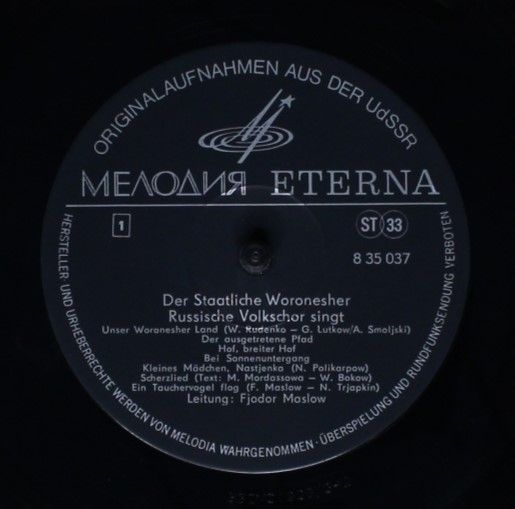 ORIGINALAUFNAHMEN AUS DER UdSSR
МЕЛОДИЯ ETERNA
1
ST 33
8 35 037
Der Staatliche Woronesher
Russische Volkschor singt
Unser Woronesher Land (W. Rudenko – G. Lutkow/A. Smoljski)
Der ausgetretene Pfad
Hof, breiter Hof
Bei Sonnenuntergang
Kleines Mädchen, Nastjenka (N. Polikarpow)
Scherzlied (Text: M. Mordassowa – W. Bokow)
Ein Tauchervogel flog (F. Maslow – N. Trjapkin)
Leitung: Fjodor Maslow
HERSTELLER UND URHEBERRECHTE WERDEN VON MELODIA WAHRGENOMMEN · ÜBERSPIELUNG UND RUNDFUNKSENDUNG VERBOTEN